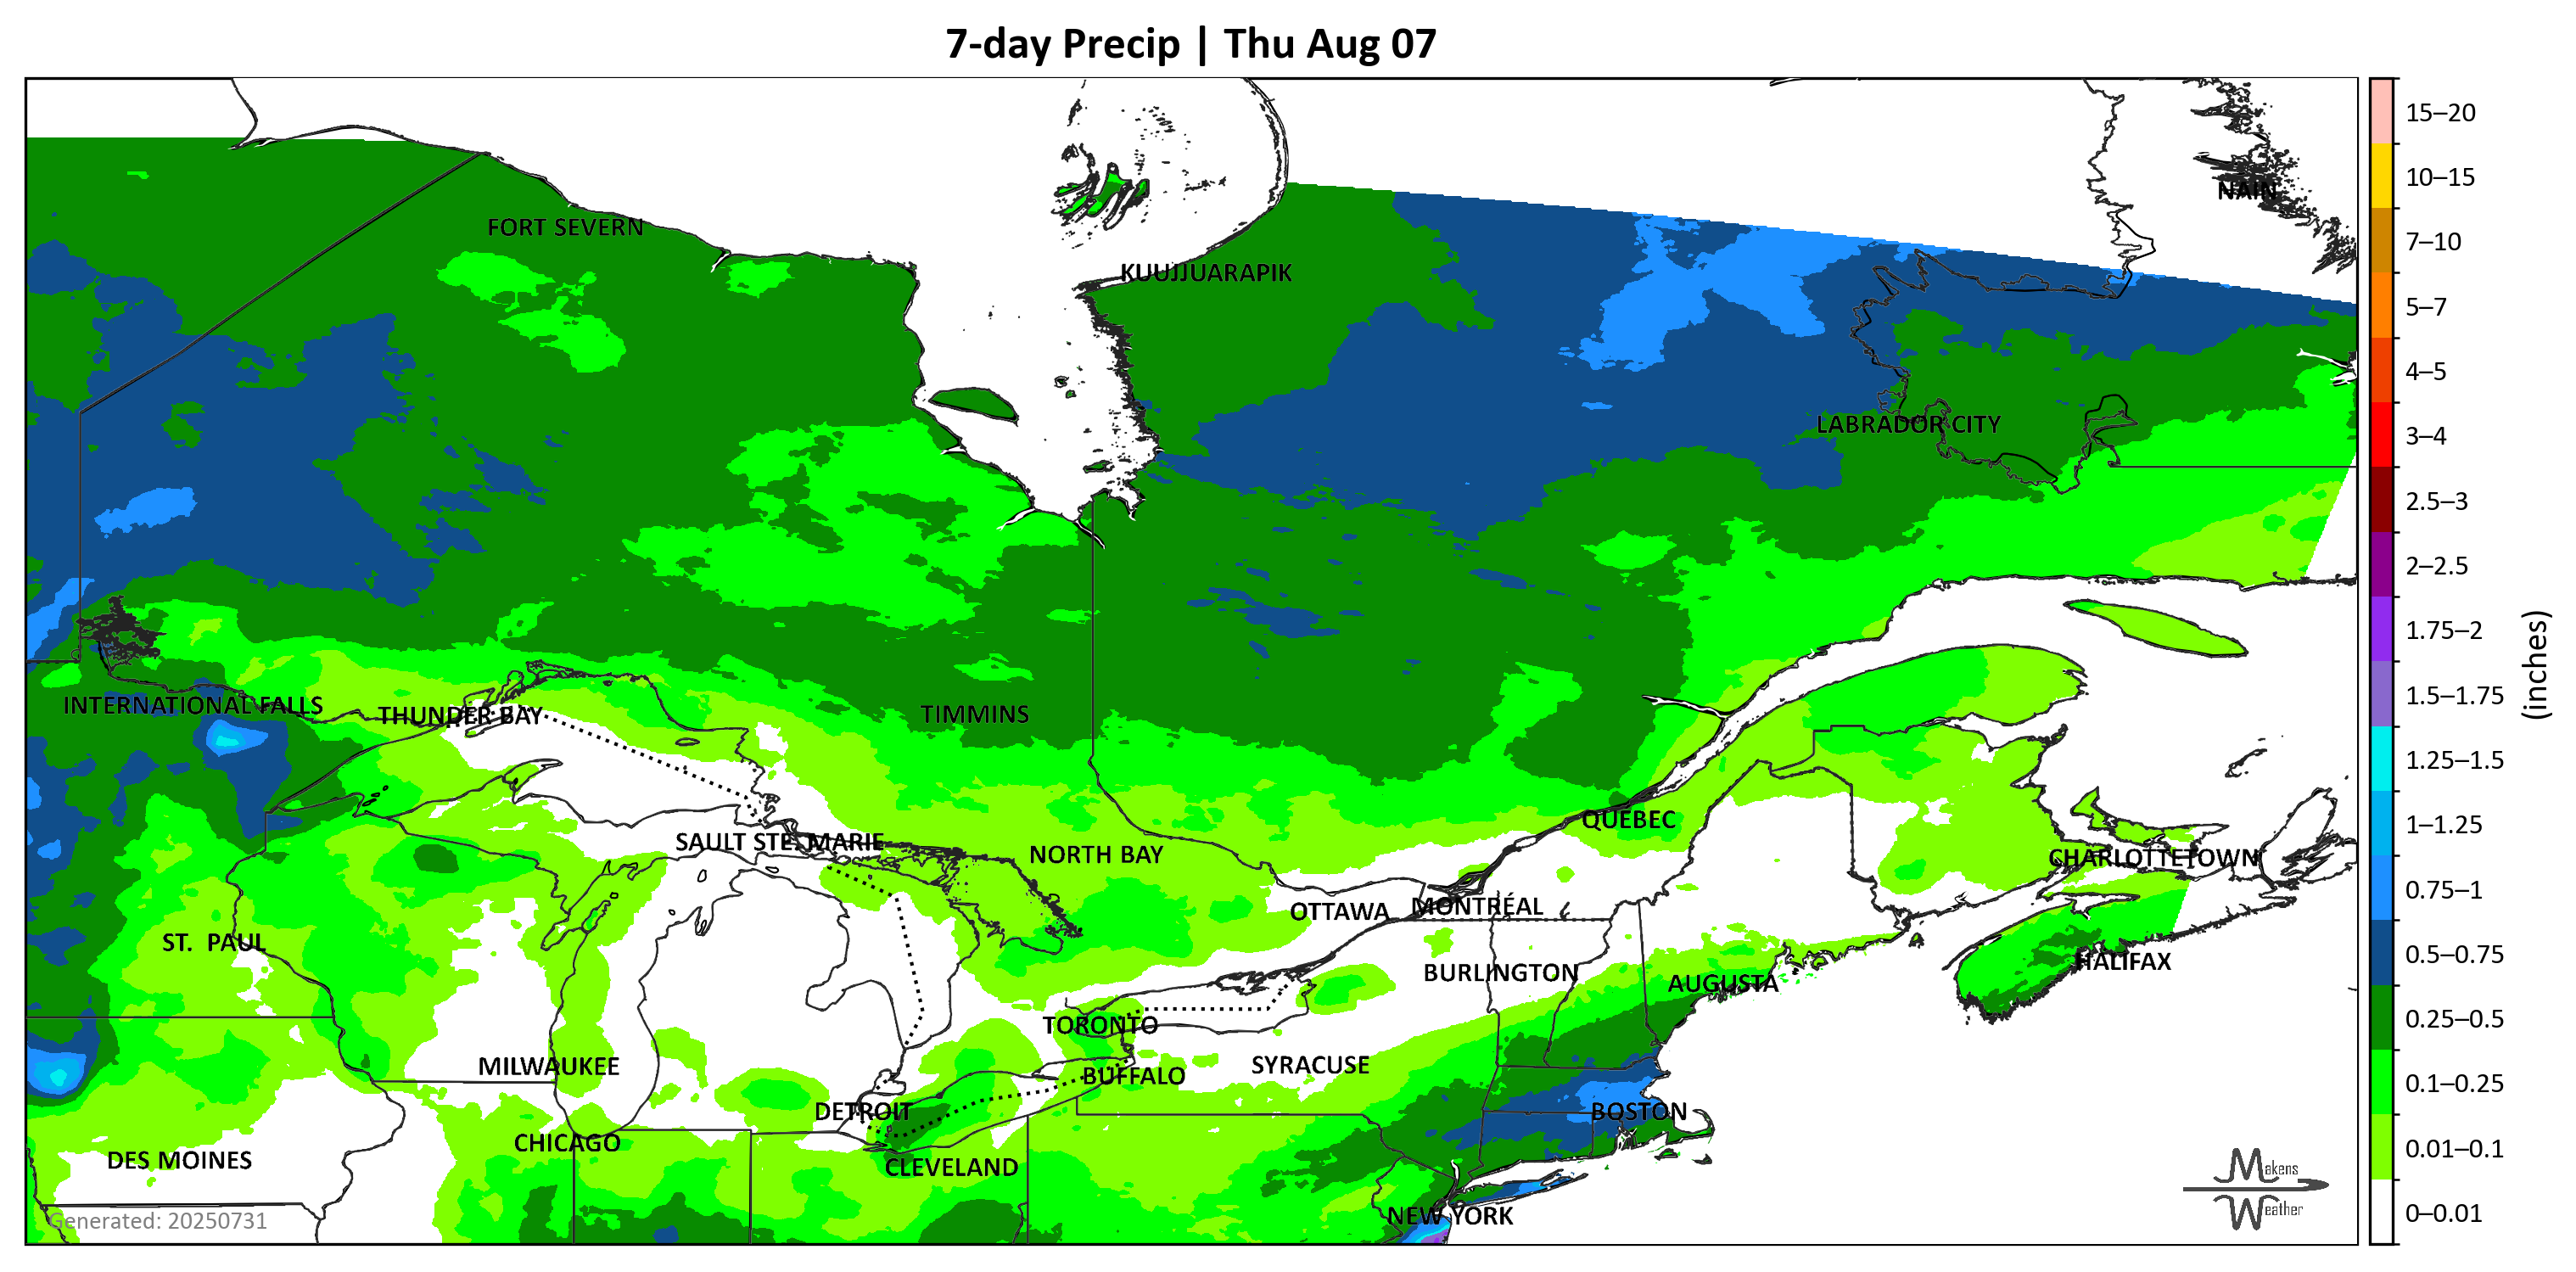 7-day Precip | Thu Aug 07
NAIN
FORT SEVERN
KUUJJUARAPIK
LABRADOR CITY
INTERNATIONAL FALLS
THUNDER BAY
TIMMINS
QUÉBEC
SAULT STE. MARIE
NORTH BAY
CHARLOTTETOWN
OTTAWA
MONTRÉAL
ST. PAUL
HALIFAX
BURLINGTON
AUGUSTA
TORONTO
MILWAUKEE
SYRACUSE
BUFFALO
DETROIT
BOSTON
CHICAGO
DES MOINES
CLEVELAND
NEW YORK
Generated: 20250731
Makens
Weather
15–20
10–15
7–10
5–7
4–5
3–4
2.5–3
2–2.5
1.75–2
1.5–1.75
1.25–1.5
1–1.25
0.75–1
0.5–0.75
0.25–0.5
0.1–0.25
0.01–0.1
0–0.01
(inches)